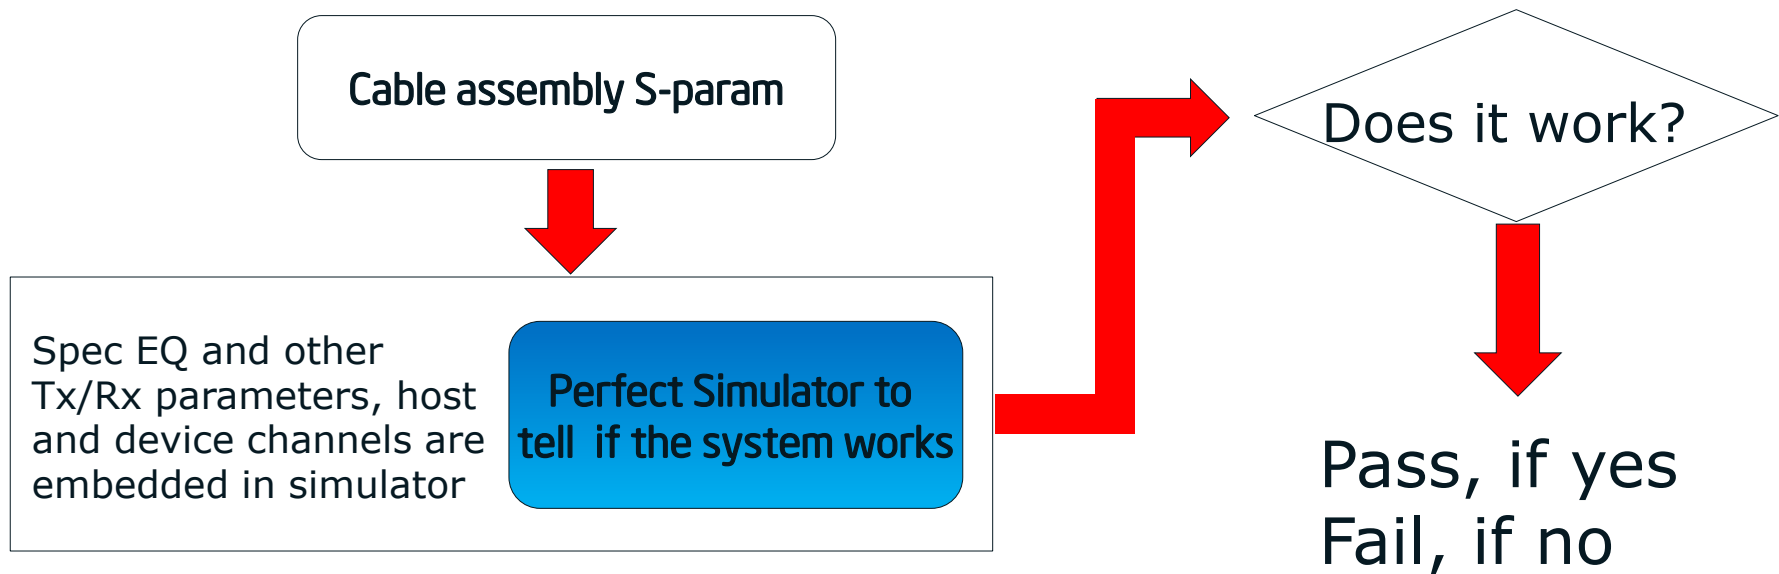 Cable assembly S-param
Does it work?
Spec EQ and other
Tx/Rx parameters, host
and device channels are
embedded in simulator
Perfect Simulator to
tell if the system works
Pass, if yes
Fail, if no